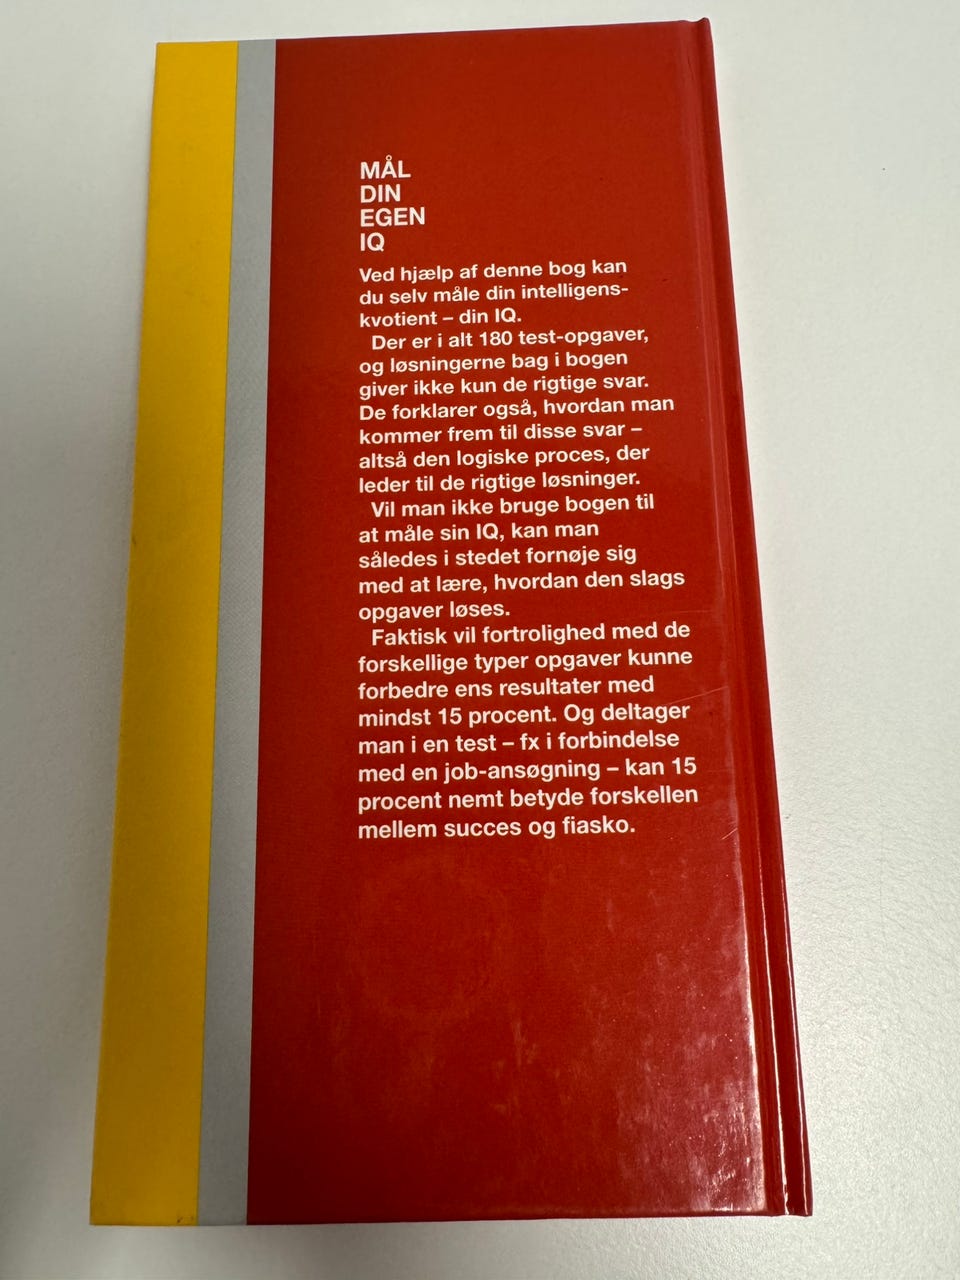 MÅL
DIN
EGEN
IQ
Ved hjælp af denne bog kan
du selv måle din intelligens-
kvotient – din IQ.
Der er i alt 180 test-opgaver,
og løsningerne bag i bogen
giver ikke kun de rigtige svar.
De forklarer også, hvordan man
kommer frem til disse svar –
altså den logiske proces, der
leder til de rigtige løsninger.
Vil man ikke bruge bogen til
at måle sin IQ, kan man
således i stedet fornøje sig
med at lære, hvordan den slags
opgaver løses.
Faktisk vil fortrolighed med de
forskellige typer opgaver kunne
forbedre ens resultater med
mindst 15 procent. Og deltager
man i en test – fx i forbindelse
med en job-ansøgning – kan 15
procent nemt betyde forskellen
mellem succes og fiasko.